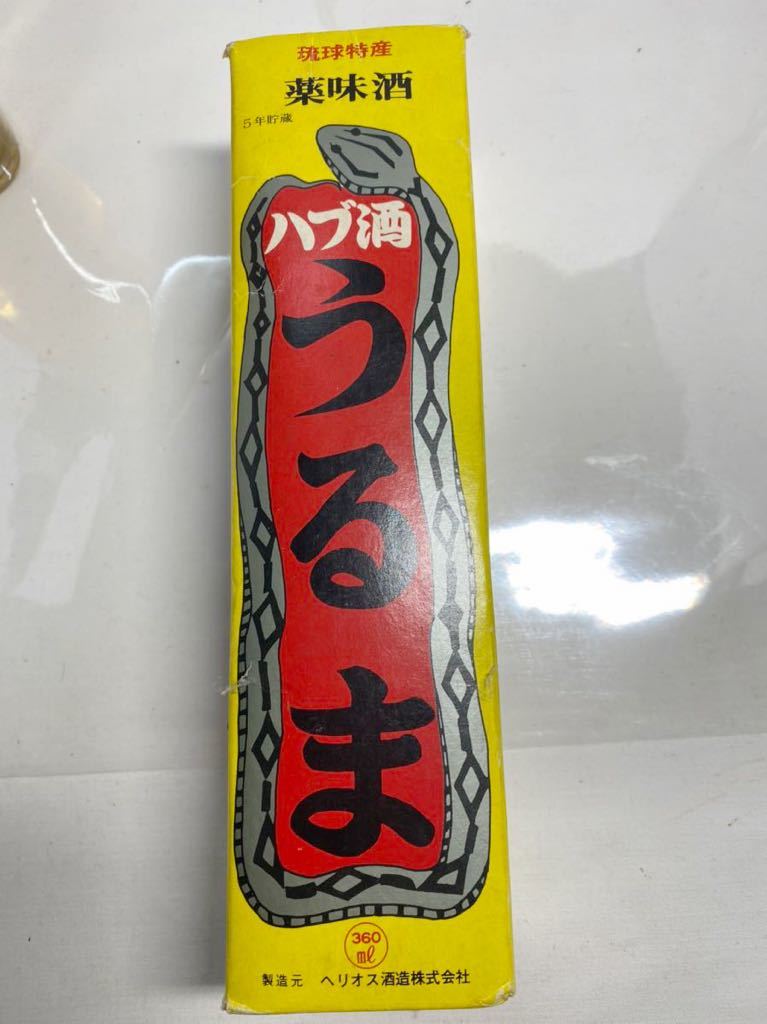 琉球特産
薬味酒
5年貯蔵
ハブ酒
うるま
360
ml
製造元 ヘリオス酒造株式会社